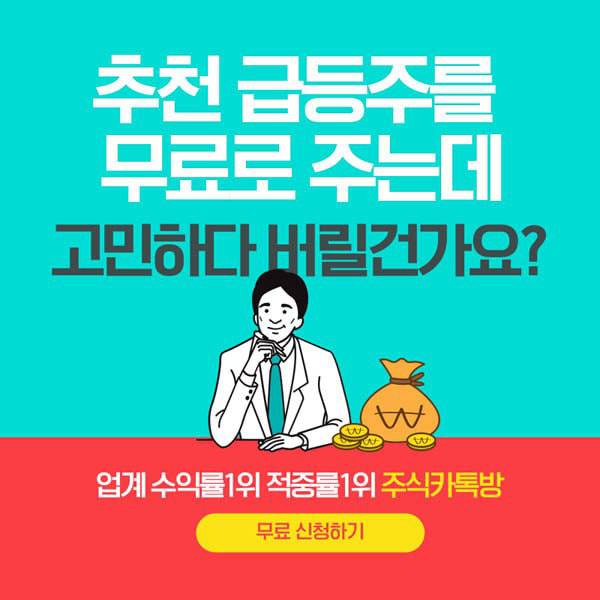 추천 급등주를
무료로 주는데
고민하다 버릴건가요?
업계 수익률1위 적중률1위 주식카톡방
무료 신청하기